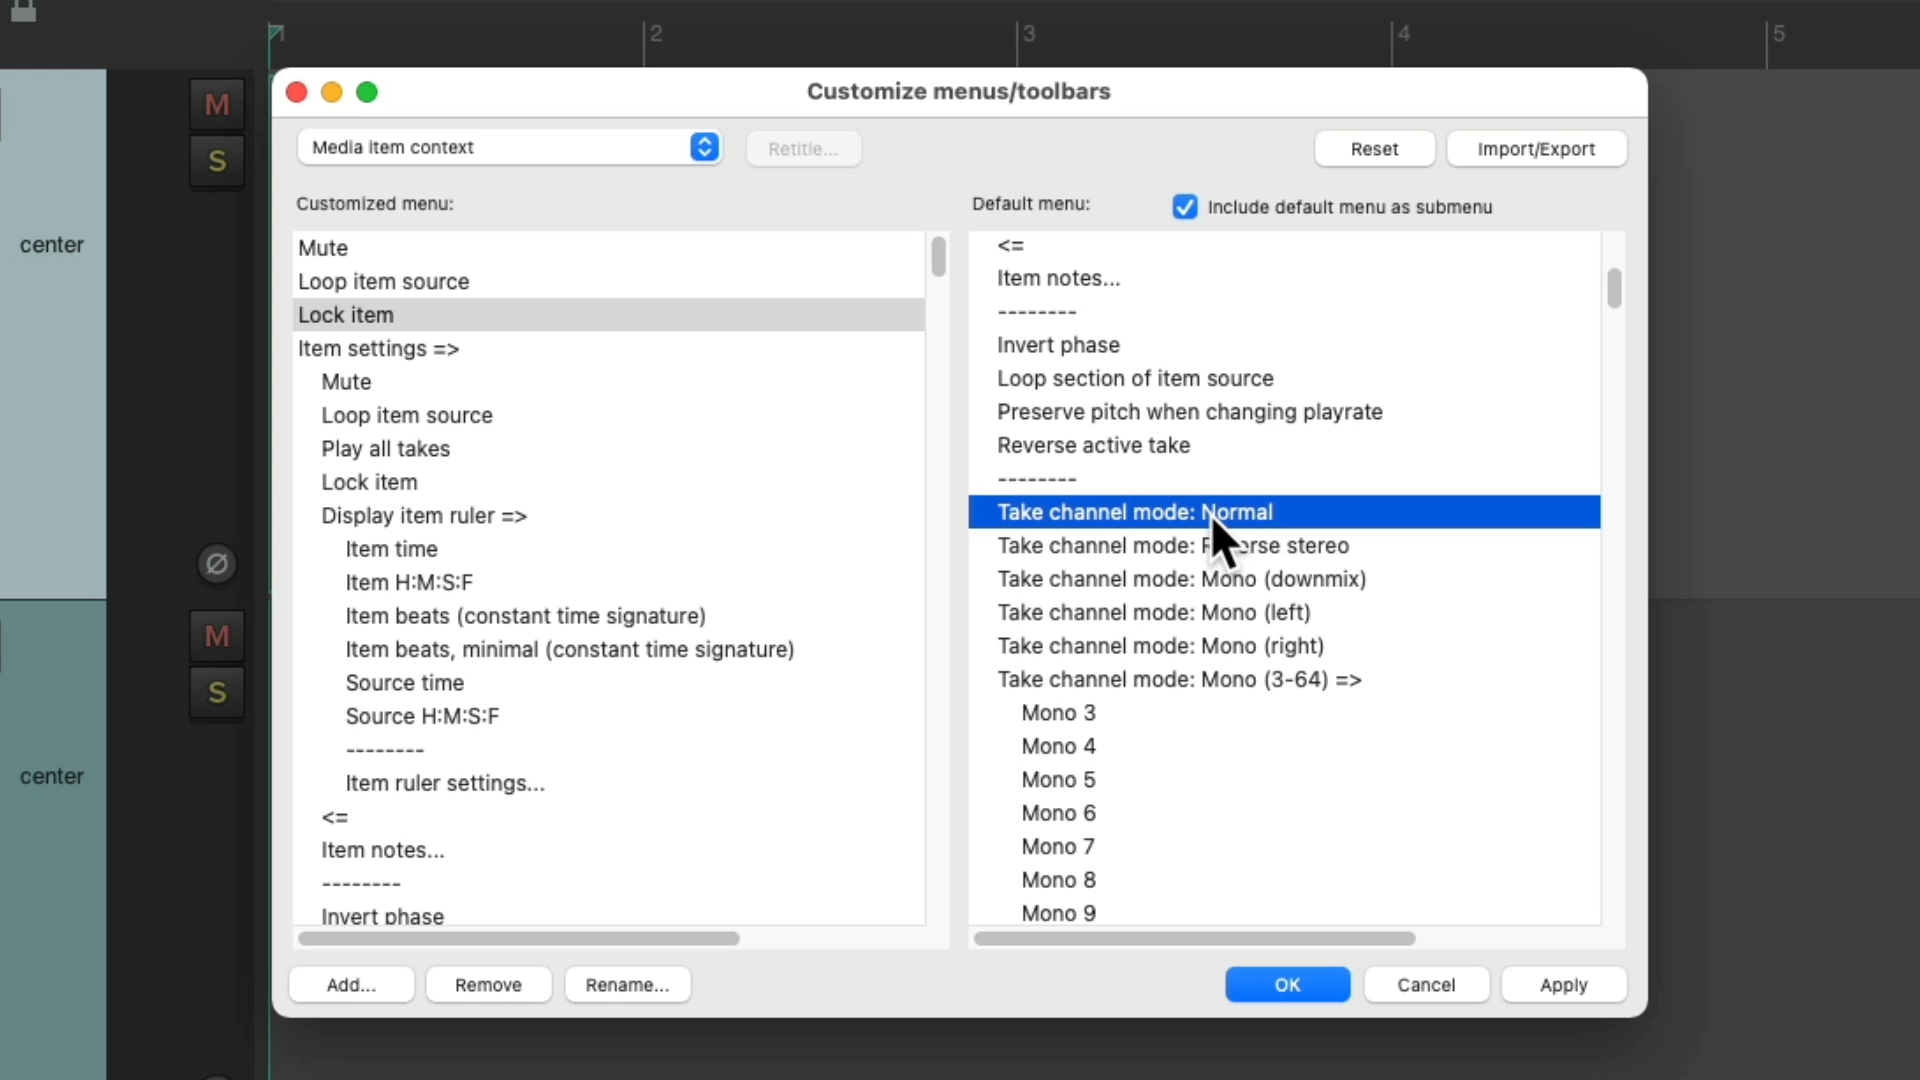 1
2
3
4
5
Customize menus/toolbars
Media item context
Retitle...
Reset
Import/Export
Customized menu:
Default menu:
Include default menu as submenu
Mute
Loop item source
Lock item
Item settings =>
Mute
Loop item source
Play all takes
Lock item
Display item ruler =>
Item time
Item H:M:S:F
Item beats (constant time signature)
Item beats, minimal (constant time signature)
Source time
Source H:M:S:F
--------
Item ruler settings...
<=
Item notes...
--------
Invert phase
<=
Item notes...
--------
Invert phase
Loop section of item source
Preserve pitch when changing playrate
Reverse active take
--------
Take channel mode: Normal
Take channel mode: Reverse stereo
Take channel mode: Mono (downmix)
Take channel mode: Mono (left)
Take channel mode: Mono (right)
Take channel mode: Mono (3-64) =>
Mono 3
Mono 4
Mono 5
Mono 6
Mono 7
Mono 8
Mono 9
Add...
Remove
Rename...
OK
Cancel
Apply
M
S
center
M
S
center